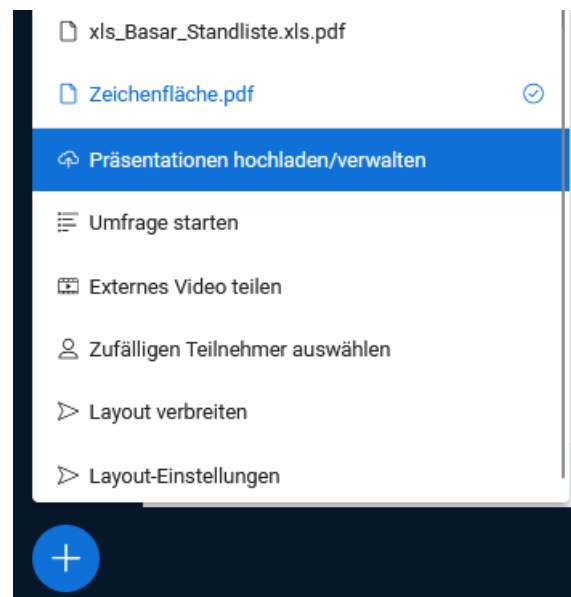 xls_Basar_Standliste.xls.pdf
Zeichenfläche.pdf
Präsentationen hochladen/verwalten
Umfrage starten
Externes Video teilen
Zufälligen Teilnehmer auswählen
Layout verbreiten
Layout-Einstellungen